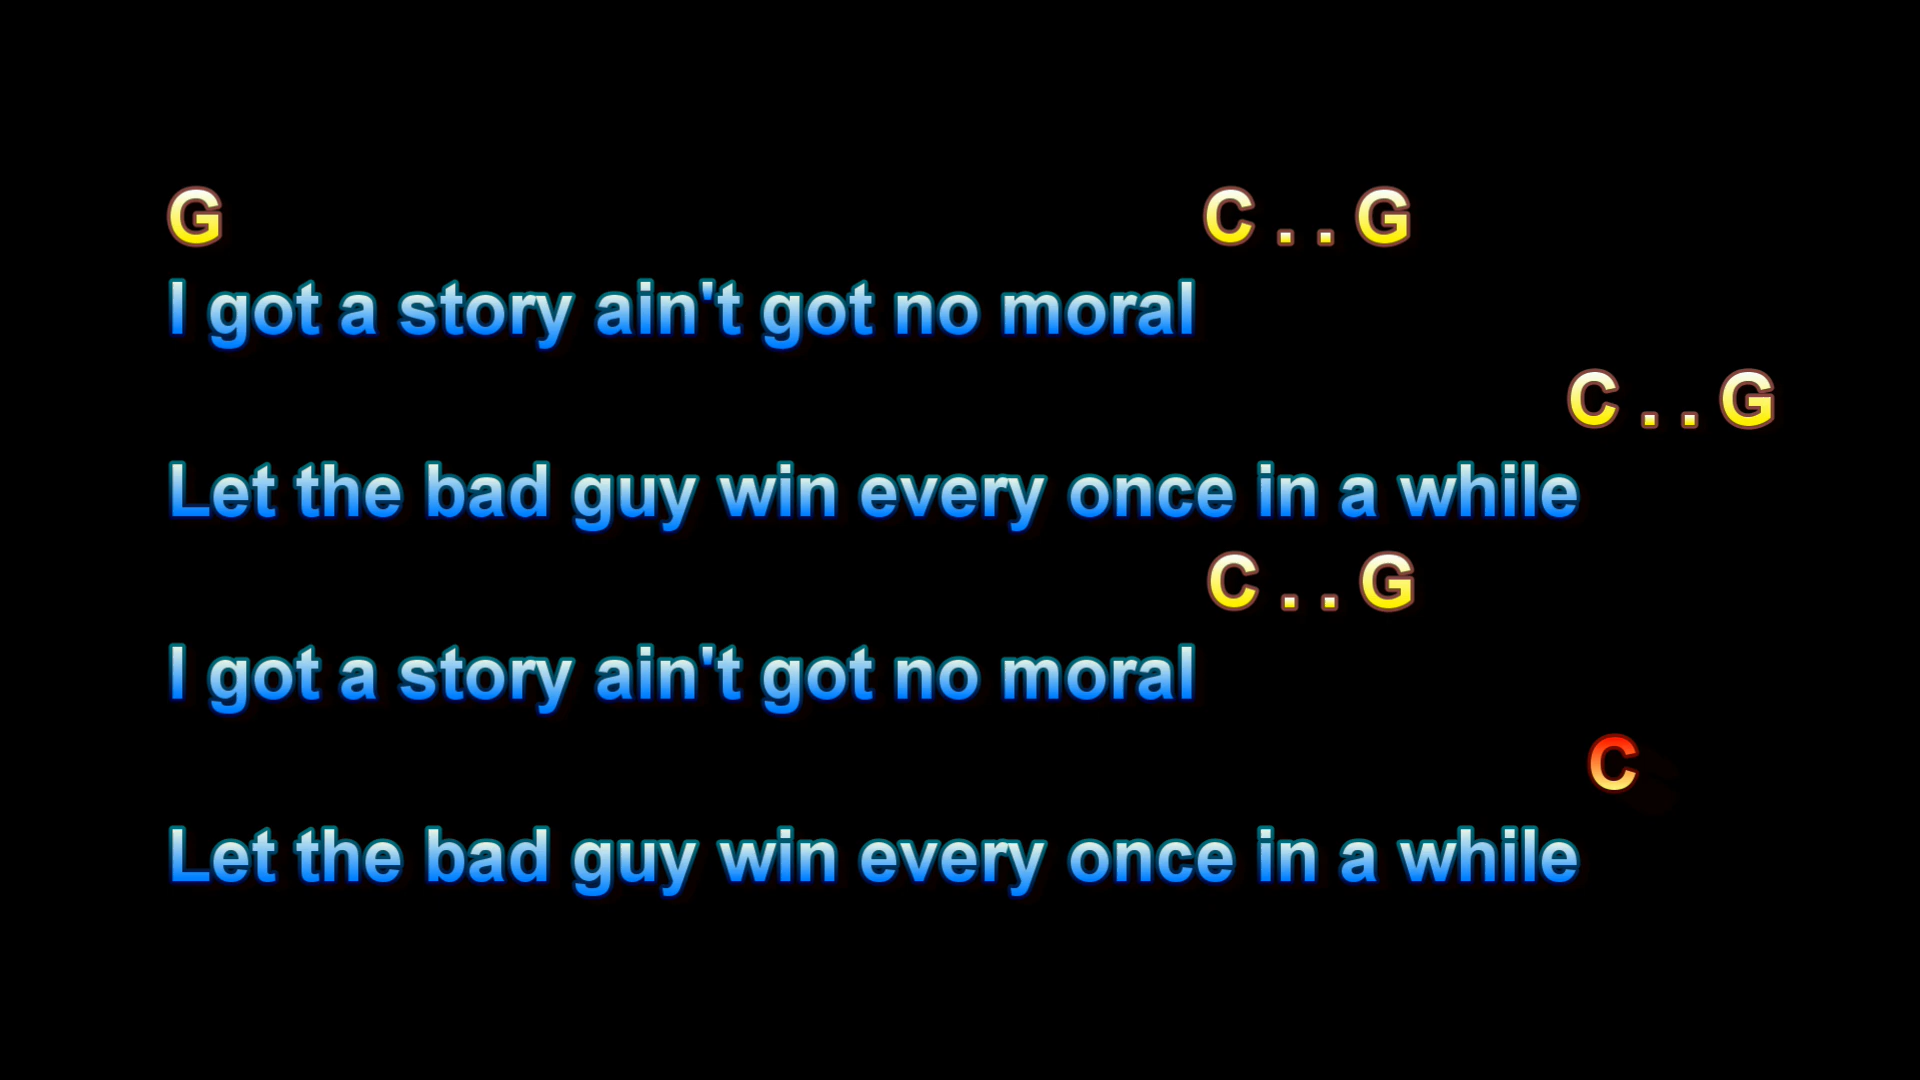 G C . . G
I got a story ain't got no moral
C . . G
Let the bad guy win every once in a while
C . . G
I got a story ain't got no moral
C
Let the bad guy win every once in a while